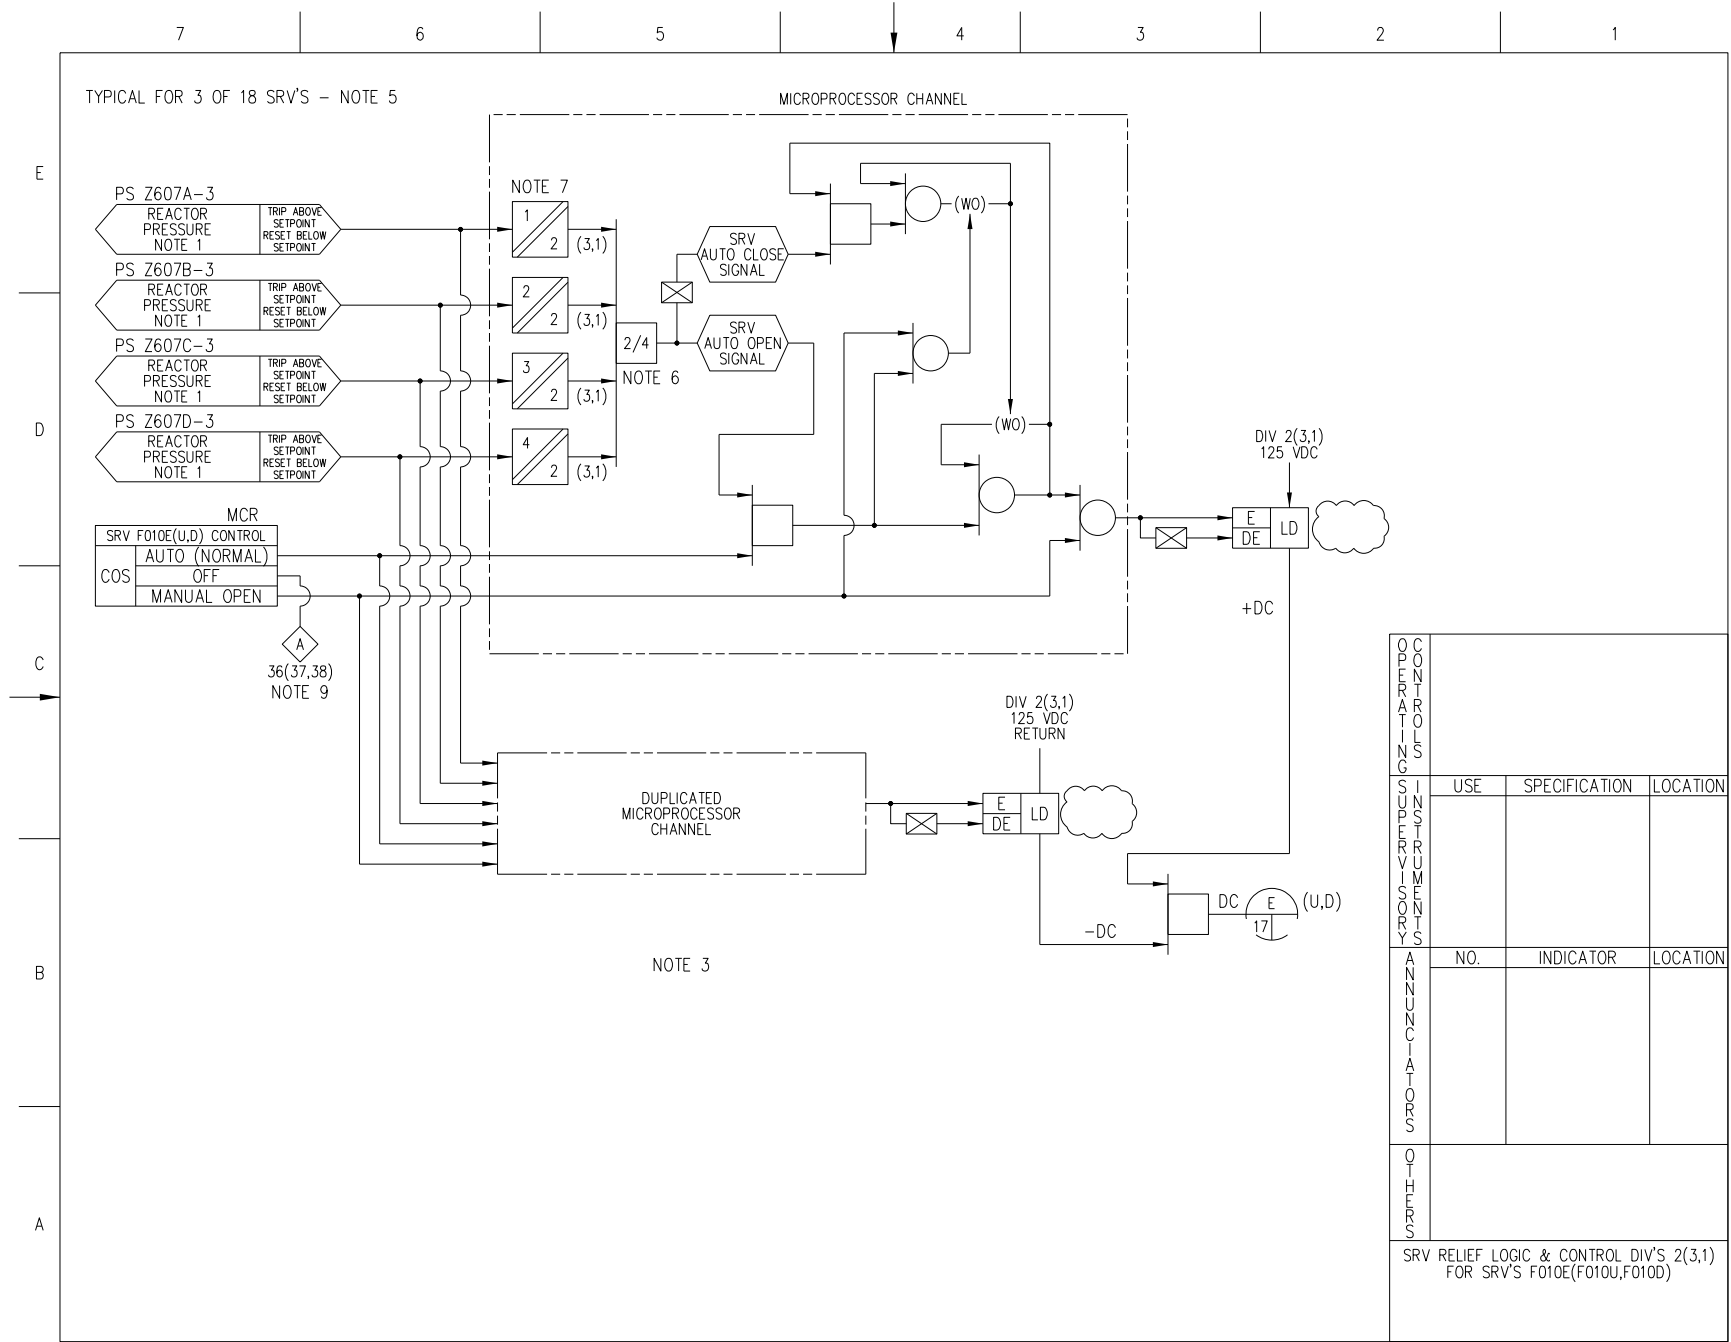 7 6 5 4 3 2 1
TYPICAL FOR 3 OF 18 SRV'S - NOTE 5
MICROPROCESSOR CHANNEL
E
D
C
B
A
PS Z607A-3
REACTOR
PRESSURE
NOTE 1
TRIP ABOVE
SETPOINT
RESET BELOW
SETPOINT
PS Z607B-3
REACTOR
PRESSURE
NOTE 1
TRIP ABOVE
SETPOINT
RESET BELOW
SETPOINT
PS Z607C-3
REACTOR
PRESSURE
NOTE 1
TRIP ABOVE
SETPOINT
RESET BELOW
SETPOINT
PS Z607D-3
REACTOR
PRESSURE
NOTE 1
TRIP ABOVE
SETPOINT
RESET BELOW
SETPOINT
MCR
SRV F010E(U,D) CONTROL
COS
AUTO (NORMAL)
OFF
MANUAL OPEN
A
36(37,38)
NOTE 9
NOTE 7
1
2 (3,1)
2
2 (3,1)
3
2 (3,1)
4
2 (3,1)
2/4
NOTE 6
SRV
AUTO CLOSE
SIGNAL
SRV
AUTO OPEN
SIGNAL
(WO)
(WO)
DIV 2(3,1)
125 VDC
E
DE
LD
+DC
DIV 2(3,1)
125 VDC
RETURN
DUPLICATED
MICROPROCESSOR
CHANNEL
E
DE
LD
-DC
DC
E
17
(U,D)
NOTE 3
OPERATING
CONTROLS
SUPERVISORY
INSTRUMENTS
USE SPECIFICATION LOCATION
ANNUNCIATORS
NO. INDICATOR LOCATION
OTHERS
SRV RELIEF LOGIC & CONTROL DIV'S 2(3,1)
FOR SRV'S F010E(F010U,F010D)